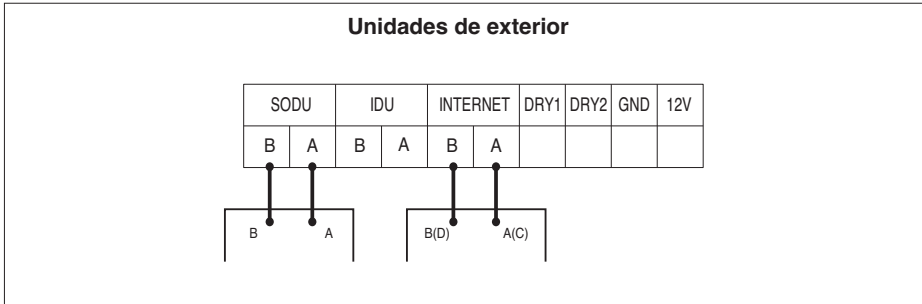 Unidades de exterior
SODU IDU INTERNET DRY1 DRY2 GND 12V
B A B A B A
B A B(D) A(C)